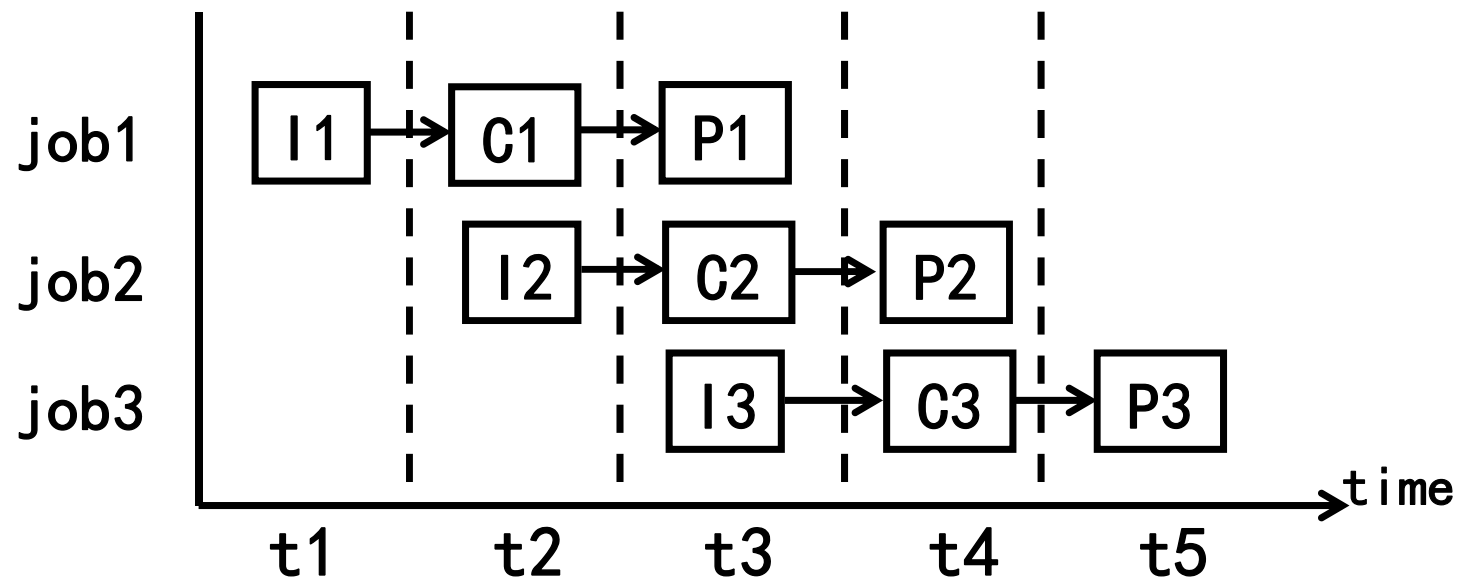 job1 I1 C1 P1
job2 I2 C2 P2
job3 I3 C3 P3
time
t1 t2 t3 t4 t5